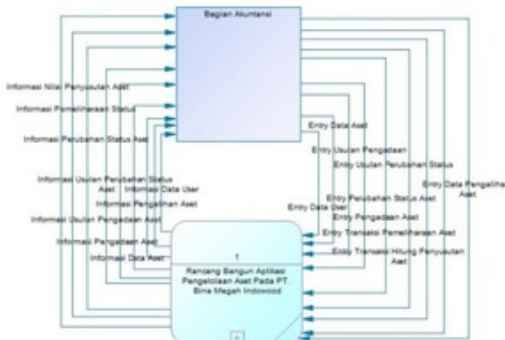 Bagian Akuntansi
Informasi Nilai Penyusutan Aset
Informasi Pemeliharaan Status
Informasi Perubahan Status Aset
Informasi Usulan Perubahan Status
Aset
Informasi Data User
Informasi Pengalihan Aset
Informasi Usulan Pengadaan Aset
Informasi Pengadaan Aset
Informasi Data Aset
Entry Data Aset
Entry Usulan Pengadaan
Entry Usulan Perubahan Status
Entry Data Pengalihan
Aset
Entry Perubahan Status Aset
Entry Data User
Entry Pengadaan Aset
Entry Transaksi Pemeliharaan Aset
Entry Transaksi Hitung Penyusutan
Aset
1
Rancang Bangun Aplikasi
Pengelolaan Aset Pada PT.
Bina Megah Indowood